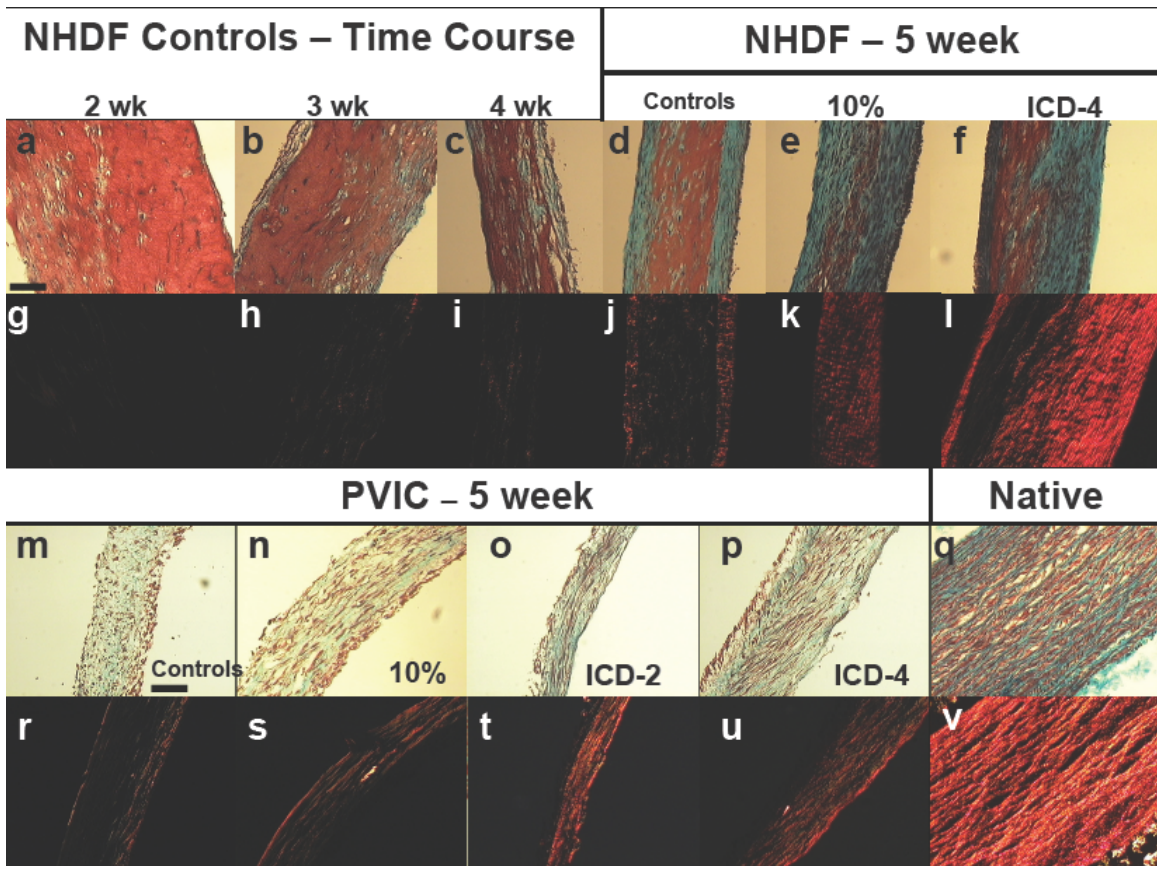 NHDF Controls – Time Course
NHDF – 5 week
2 wk 3 wk 4 wk Controls 10% ICD-4
a b c d e f
g h i j k l
PVIC – 5 week
Native
m n o p q
Controls 10% ICD-2 ICD-4
r s t u v